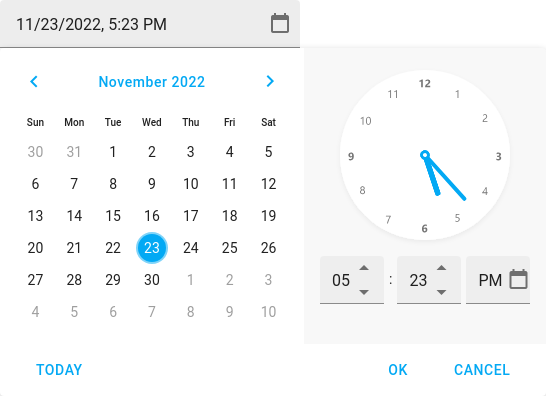 11/23/2022, 5:23 PM
November 2022
Sun Mon Tue Wed Thu Fri Sat
30 31 1 2 3 4 5
6 7 8 9 10 11 12
13 14 15 16 17 18 19
20 21 22 23 24 25 26
27 28 29 30 1 2 3
4 5 6 7 8 9 10
12
11 1
10 2
9 3
8 4
7 5
6
05 : 23 PM
TODAY OK CANCEL